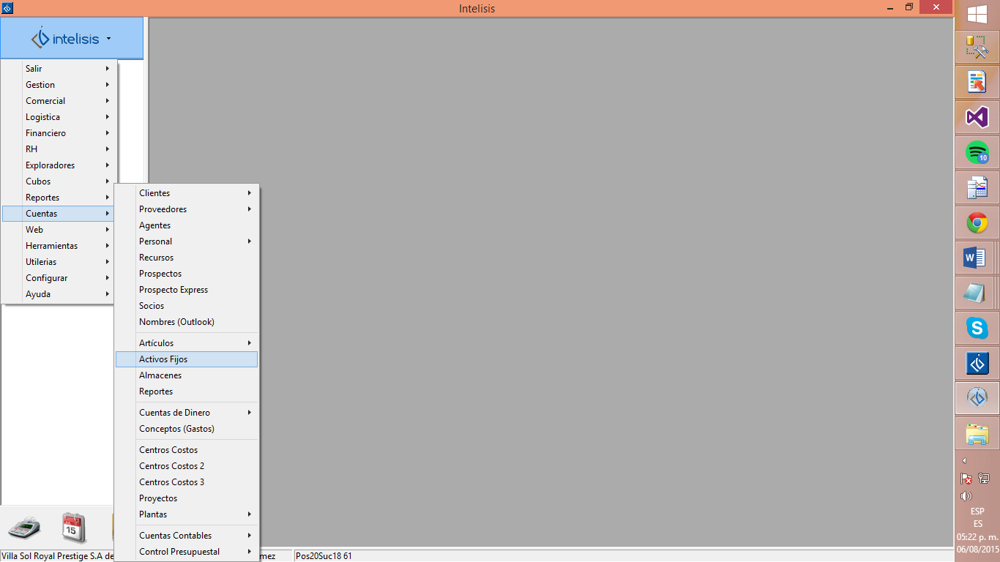 Intelisis
intelisis
Salir
Gestion
Comercial
Logistica
Financiero
RH
Exploradores
Cubos
Reportes
Cuentas
Web
Herramientas
Utilerias
Configurar
Ayuda
Clientes
Proveedores
Agentes
Personal
Recursos
Prospectos
Prospecto Express
Socios
Nombres (Outlook)
Artículos
Activos Fijos
Almacenes
Reportes
Cuentas de Dinero
Conceptos (Gastos)
Centros Costos
Centros Costos 2
Centros Costos 3
Proyectos
Plantas
Cuentas Contables
Control Presupuestal
15
Villa Sol Royal Prestige S.A de
mez
Pos20Suc18 61
10
W
S
ESP
ES
05:22 p. m.
06/08/2015